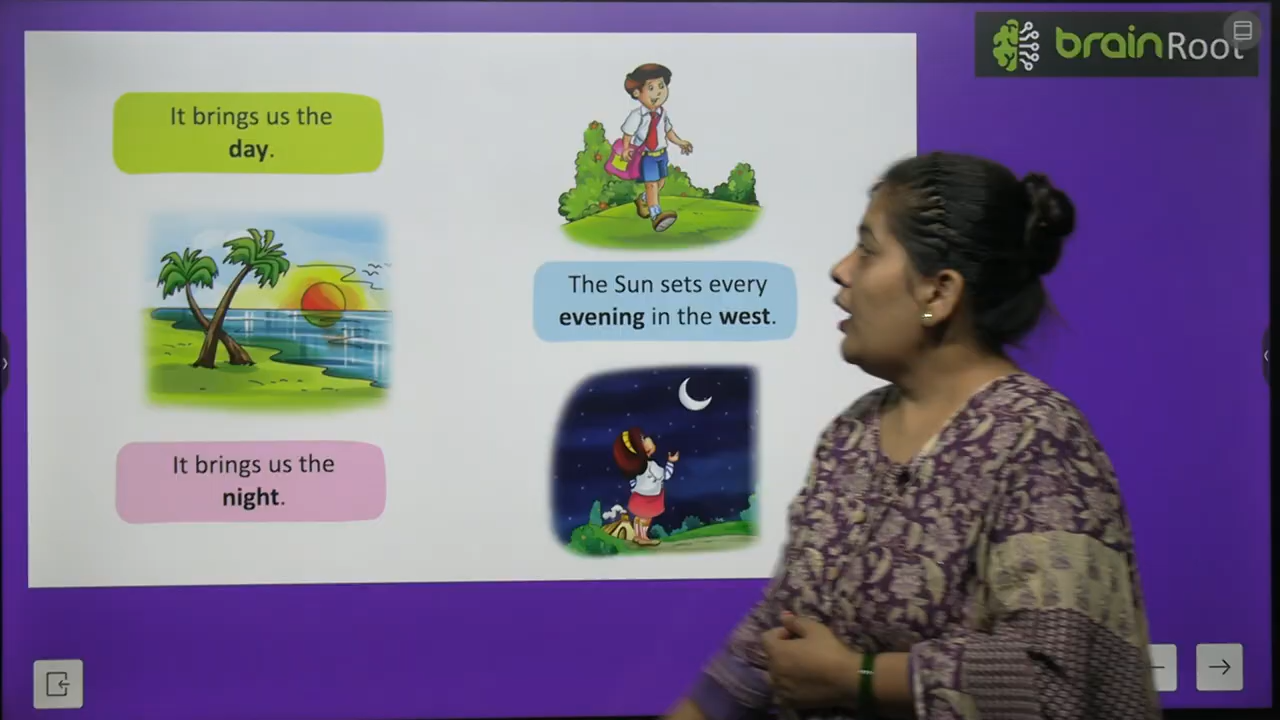 brainRoot
It brings us the
day.
The Sun sets every
evening in the west.
It brings us the
night.